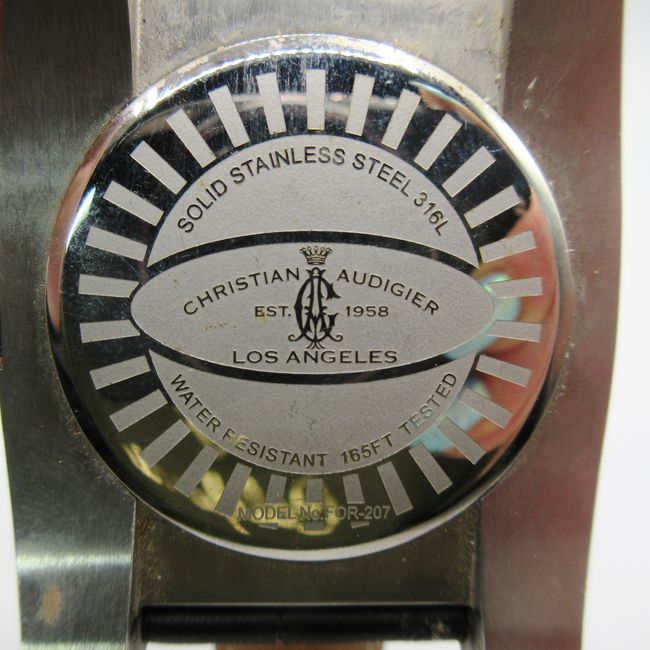 SOLID STAINLESS STEEL 316L
CHRISTIAN AUDIGIER
EST. 1958
LOS ANGELES
WATER RESISTANT 165FT TESTED
MODEL No.FOR-207